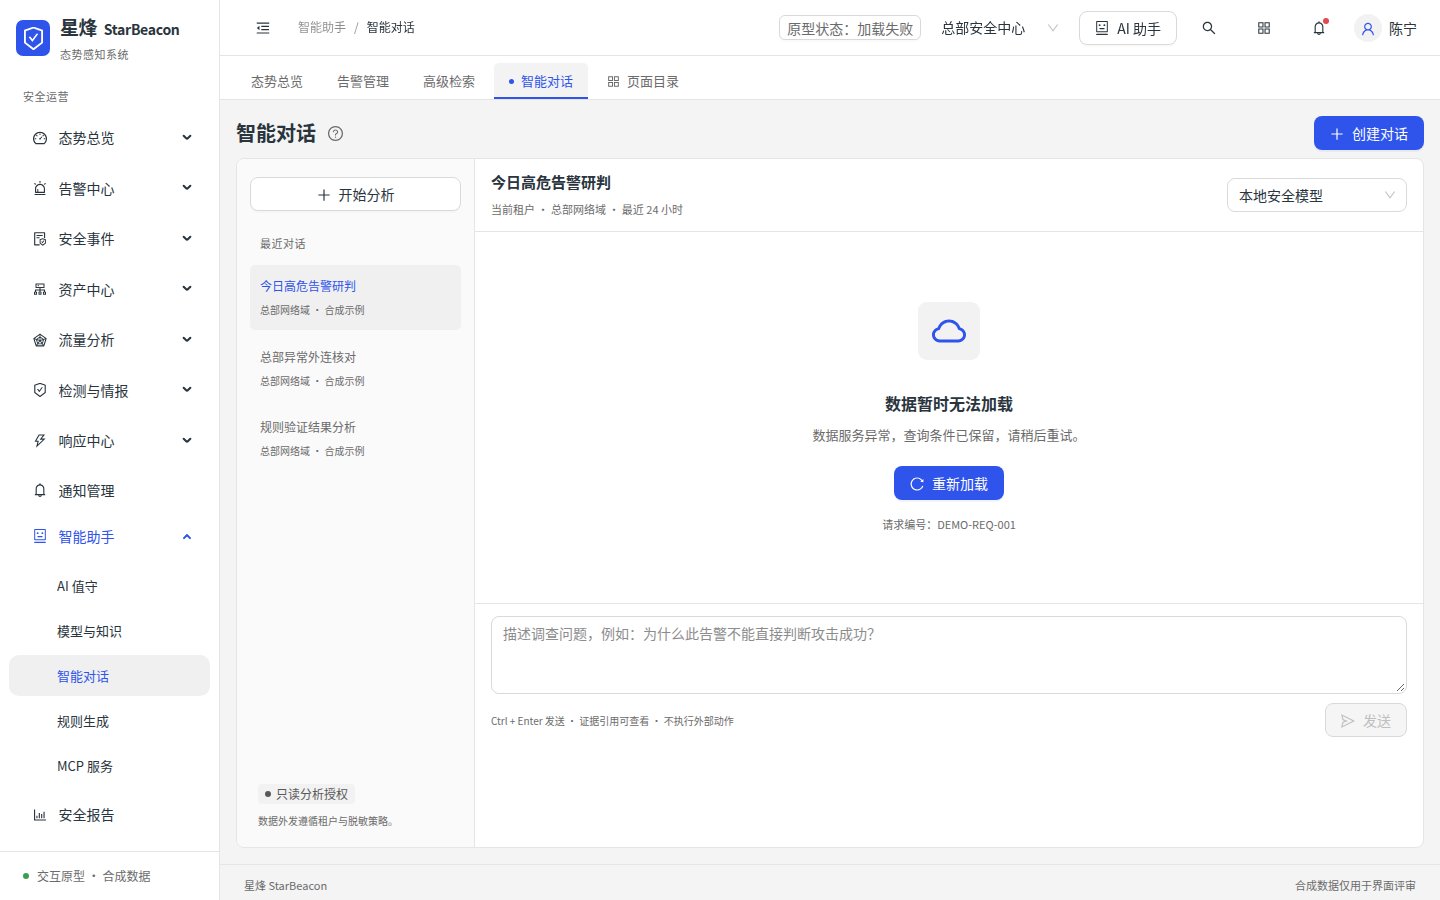 星烽 StarBeacon
态势感知系统
安全运营
态势总览
告警中心
安全事件
资产中心
流量分析
检测与情报
响应中心
通知管理
智能助手
AI 值守
模型与知识
智能对话
规则生成
MCP 服务
安全报告
交互原型 · 合成数据
智能助手 / 智能对话
原型状态：加载失败
总部安全中心
AI 助手
陈宁
态势总览
告警管理
高级检索
智能对话
页面目录
智能对话
创建对话
开始分析
最近对话
今日高危告警研判
总部网络域 · 合成示例
总部异常外连核对
总部网络域 · 合成示例
规则验证结果分析
总部网络域 · 合成示例
只读分析授权
数据外发遵循租户与脱敏策略。
今日高危告警研判
当前租户 · 总部网络域 · 最近 24 小时
本地安全模型
数据暂时无法加载
数据服务异常，查询条件已保留，请稍后重试。
重新加载
请求编号：DEMO-REQ-001
描述调查问题，例如：为什么此告警不能直接判断攻击成功？
Ctrl + Enter 发送 · 证据引用可查看 · 不执行外部动作
发送
星烽 StarBeacon
合成数据仅用于界面评审